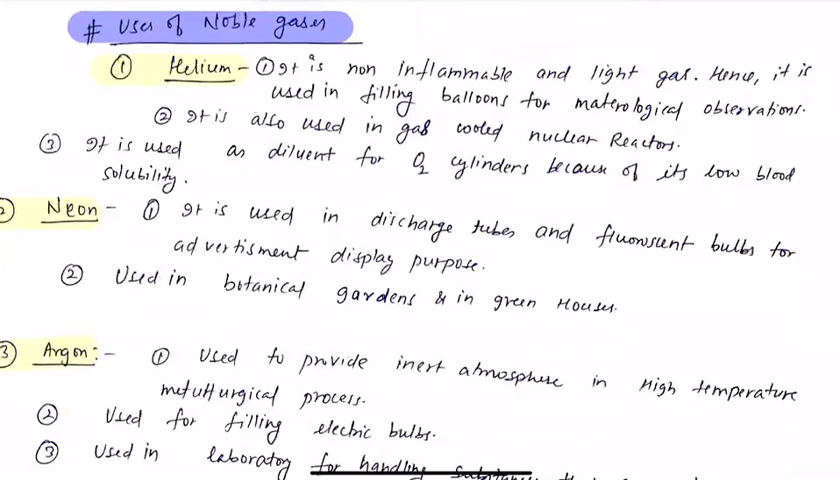 # Uses of Noble gases
① Helium - ① It is non inflammable and light gas. Hence, it is
used in filling balloons for materological observations.
② It is also used in gas cooled nuclear Reactors.
③ It is used as diluent for O2 cylinders because of its low blood
solubility.
② Neon - ① It is used in discharge tubes and fluorescent bulbs for
advertisment display purpose.
② Used in botanical gardens & in green Houses.
③ Argon :- ① Used to provide inert atmosphere in High temperature
metullurgical process.
② Used for filling electric bulbs.
③ Used in laboratory for handling